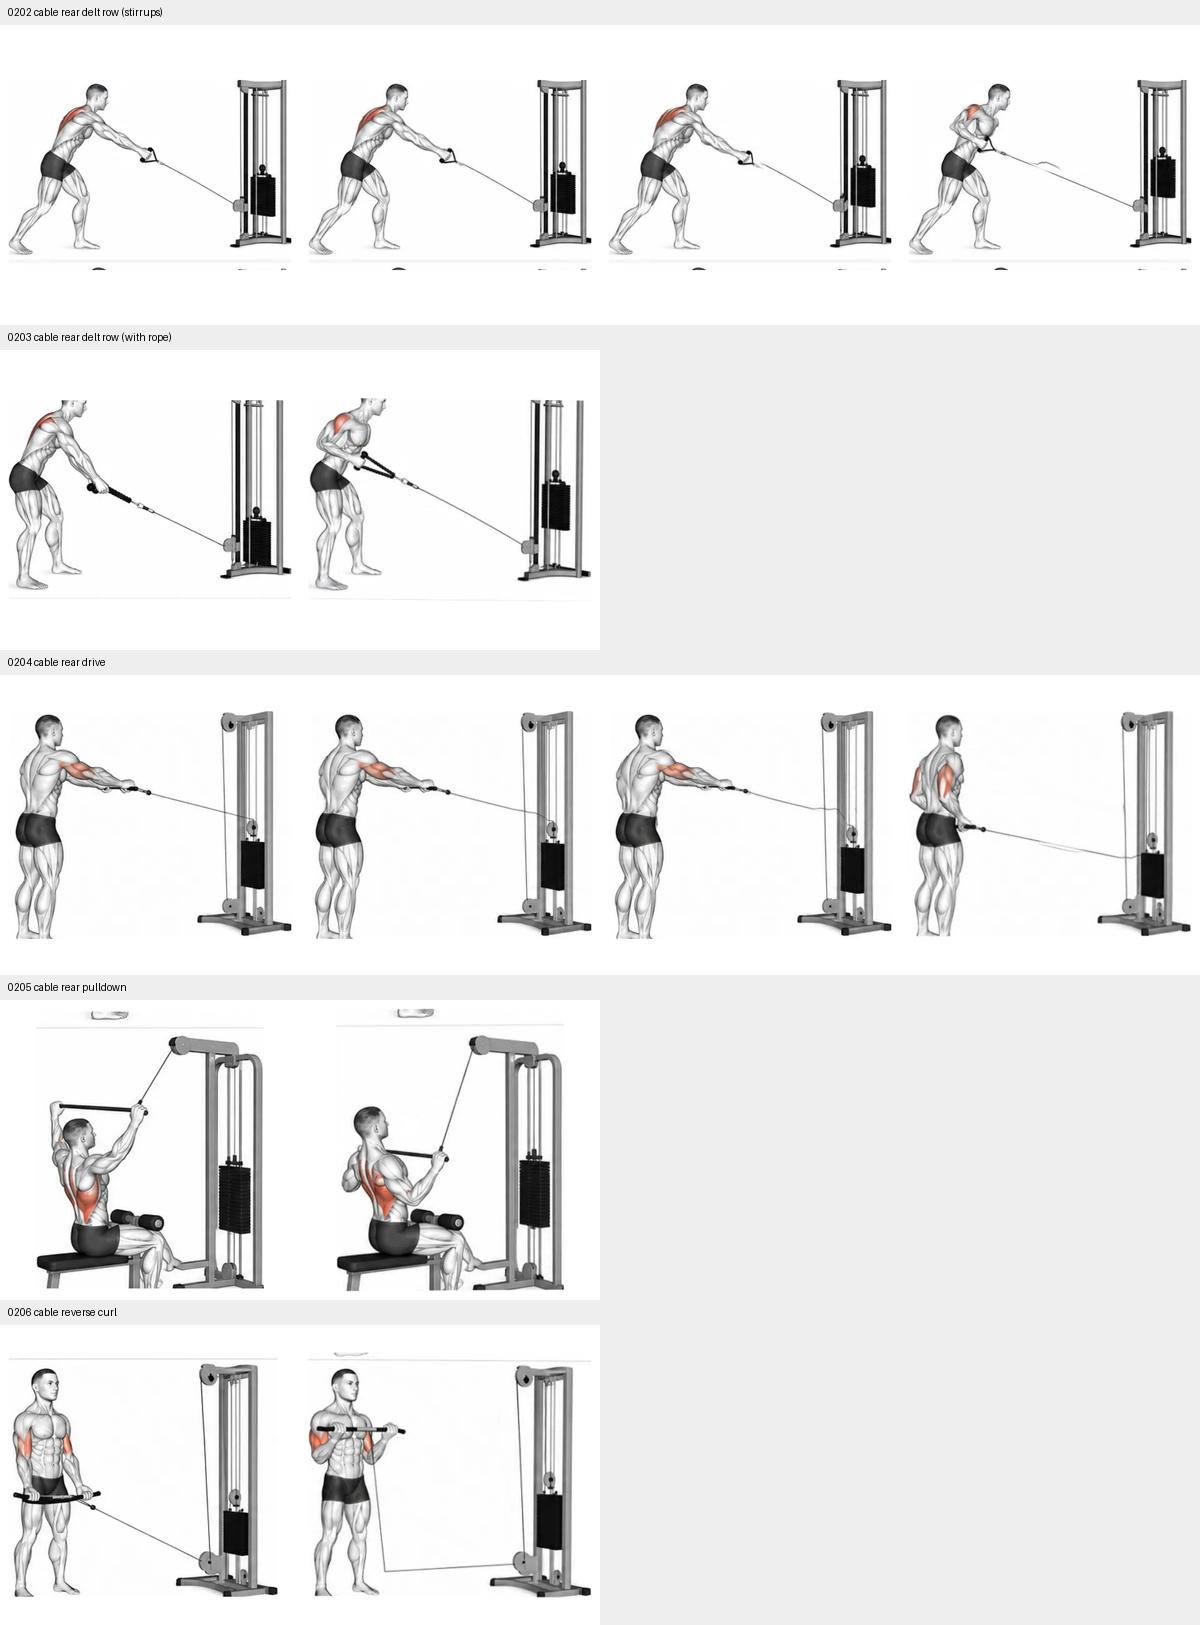 0202 cable rear delt row (stirrups)
0203 cable rear delt row (with rope)
0204 cable rear drive
0205 cable rear pulldown
0206 cable reverse curl